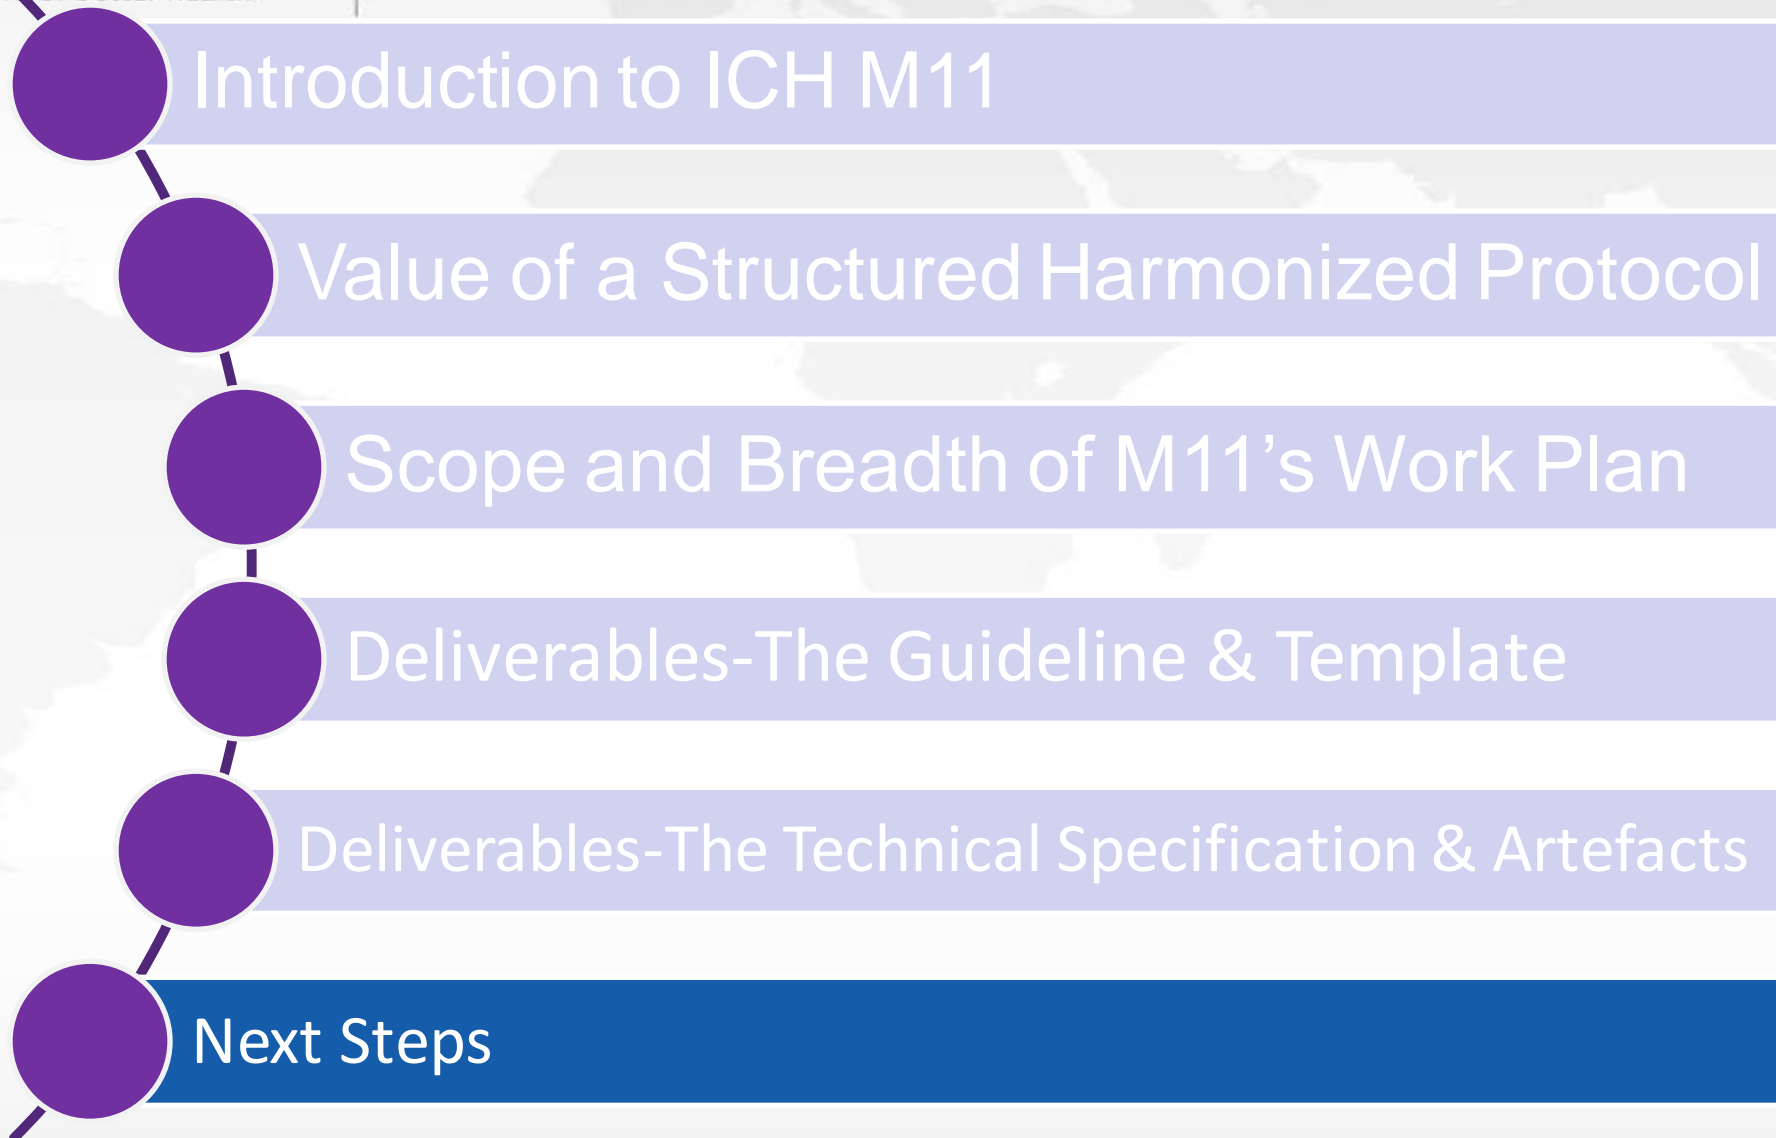 Introduction to ICH M11
Value of a Structured Harmonized Protocol
Scope and Breadth of M11’s Work Plan
Deliverables-The Guideline & Template
Deliverables-The Technical Specification & Artefacts
Next Steps